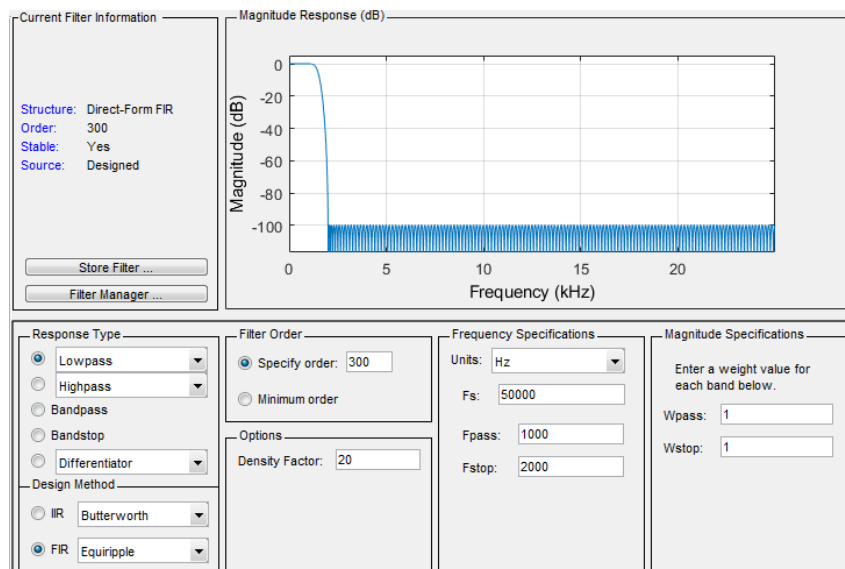 Current Filter Information
Structure: Direct-Form FIR
Order: 300
Stable: Yes
Source: Designed
Store Filter ...
Filter Manager ...
Magnitude Response (dB)
Magnitude (dB)
0
-20
-40
-60
-80
-100
0 5 10 15 20
Frequency (kHz)
Response Type
Lowpass
Highpass
Bandpass
Bandstop
Differentiator
Design Method
IIR Butterworth
FIR Equiripple
Filter Order
Specify order: 300
Minimum order
Options
Density Factor: 20
Frequency Specifications
Units: Hz
Fs: 50000
Fpass: 1000
Fstop: 2000
Magnitude Specifications
Enter a weight value for
each band below.
Wpass: 1
Wstop: 1